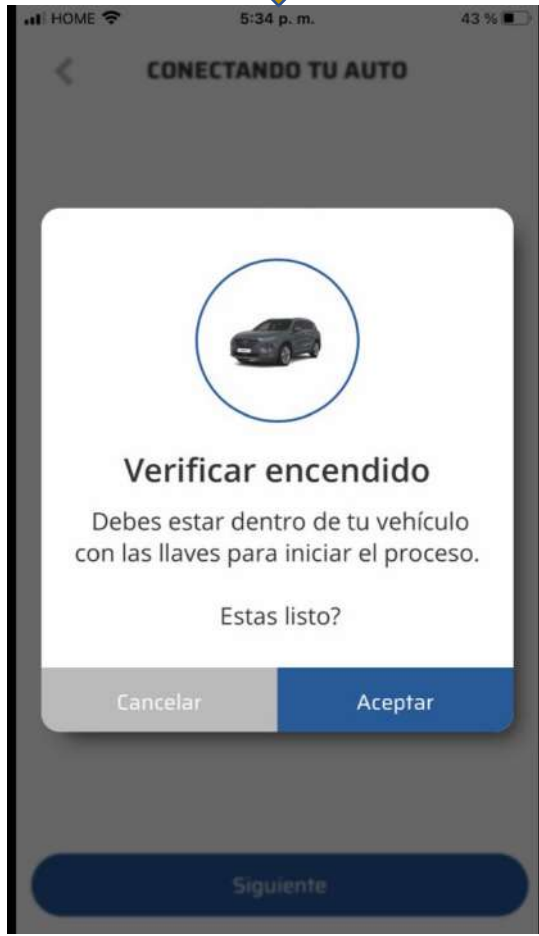 HOME 5:34 p. m. 43 %
CONECTANDO TU AUTO
Verificar encendido
Debes estar dentro de tu vehículo
con las llaves para iniciar el proceso.
Estas listo?
Cancelar Aceptar
Siguiente